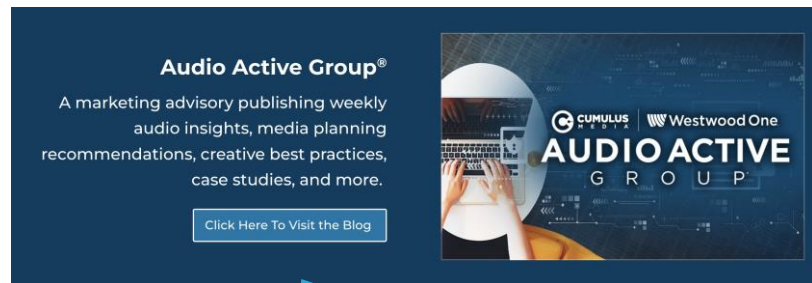 Audio Active Group®
A marketing advisory publishing weekly
audio insights, media planning
recommendations, creative best practices,
case studies, and more.
Click Here To Visit the Blog
CUMULUS
MEDIA
Westwood One
AUDIO ACTIVE
GROUP